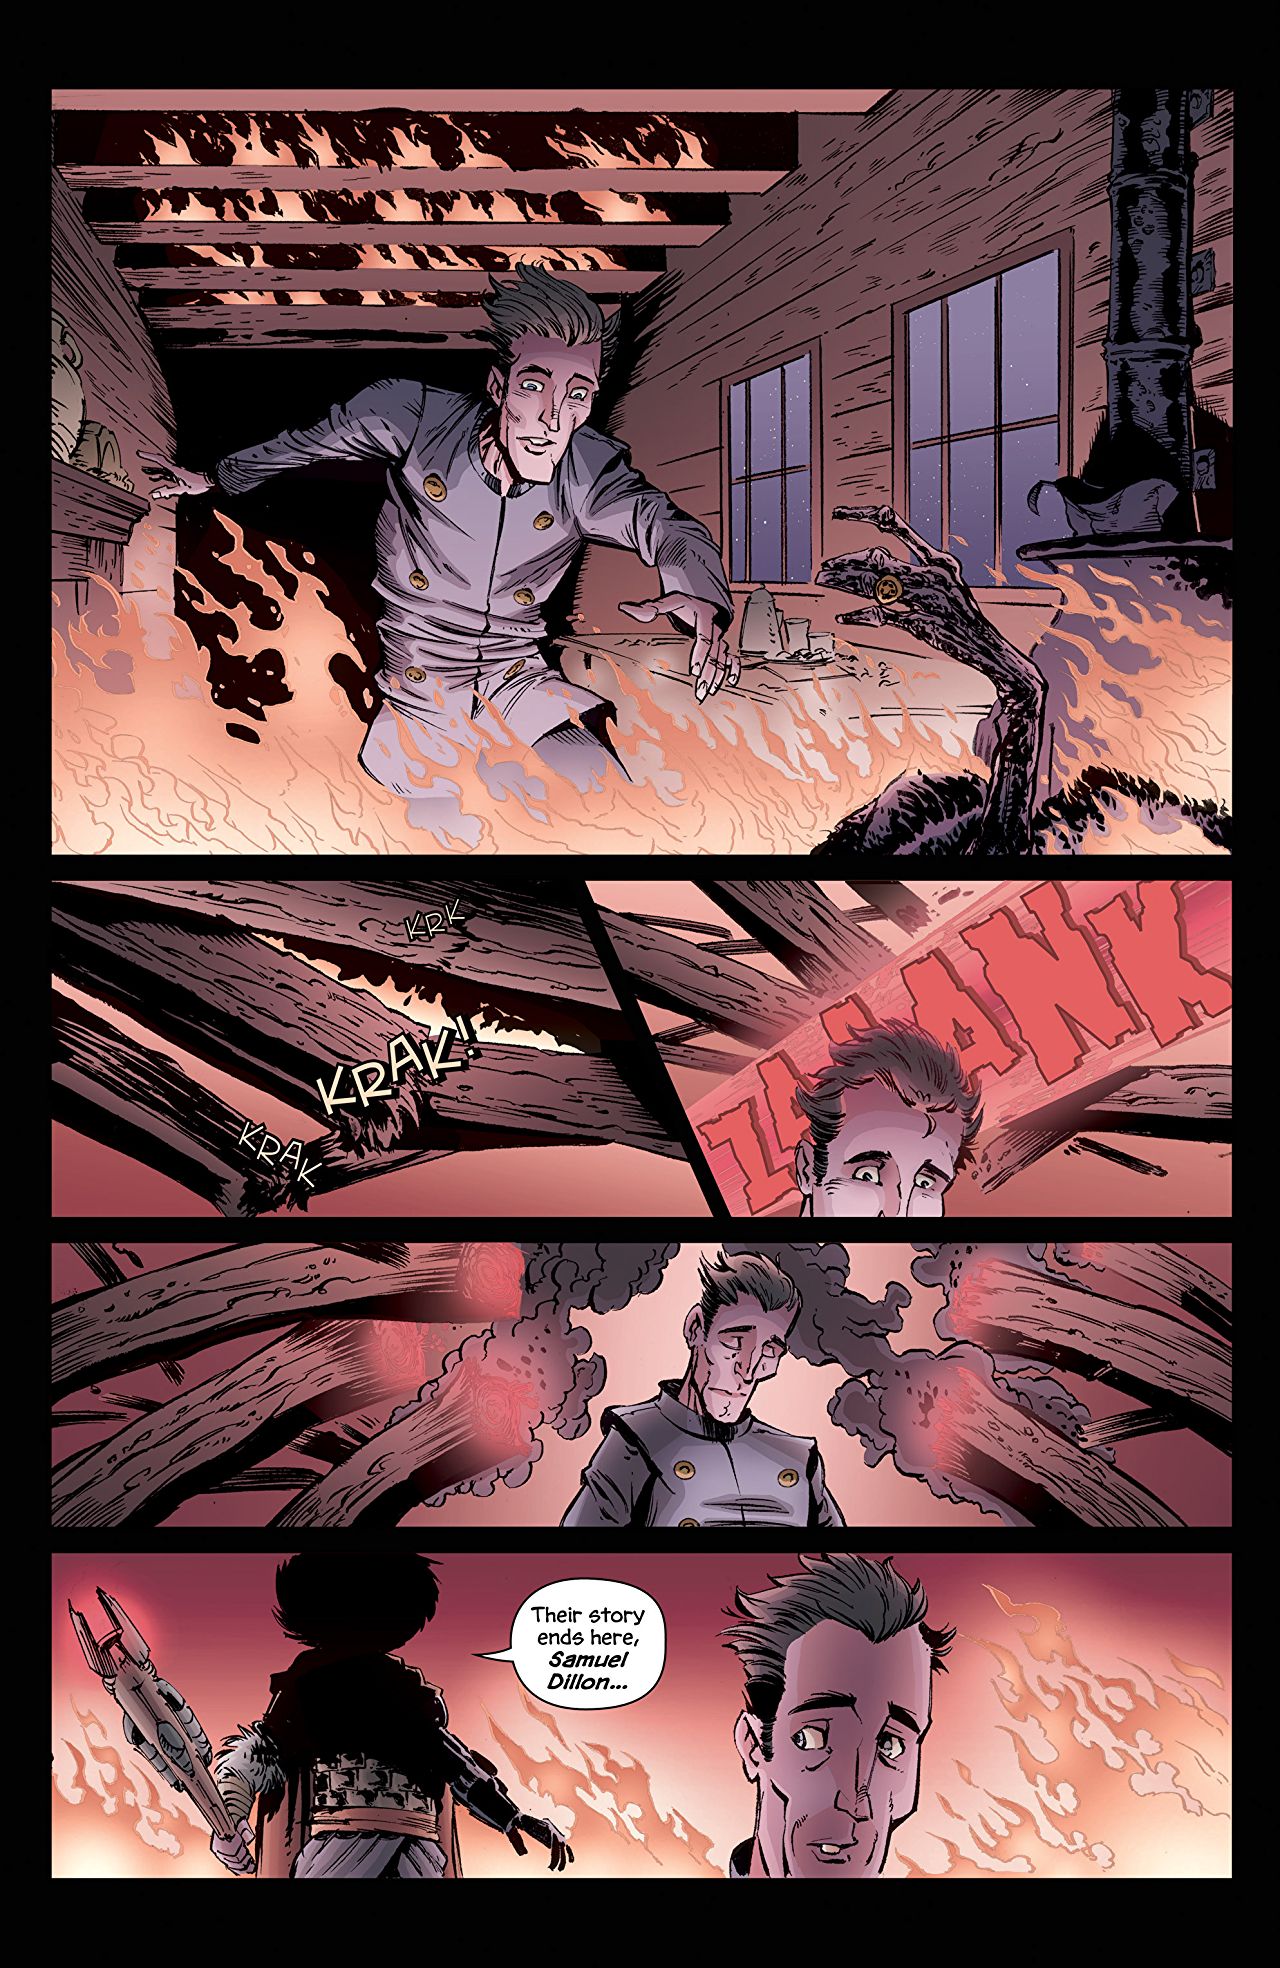 KRK
KRAK!
KRAK
ZAAANK
Their story
ends here,
Samuel
Dillon...